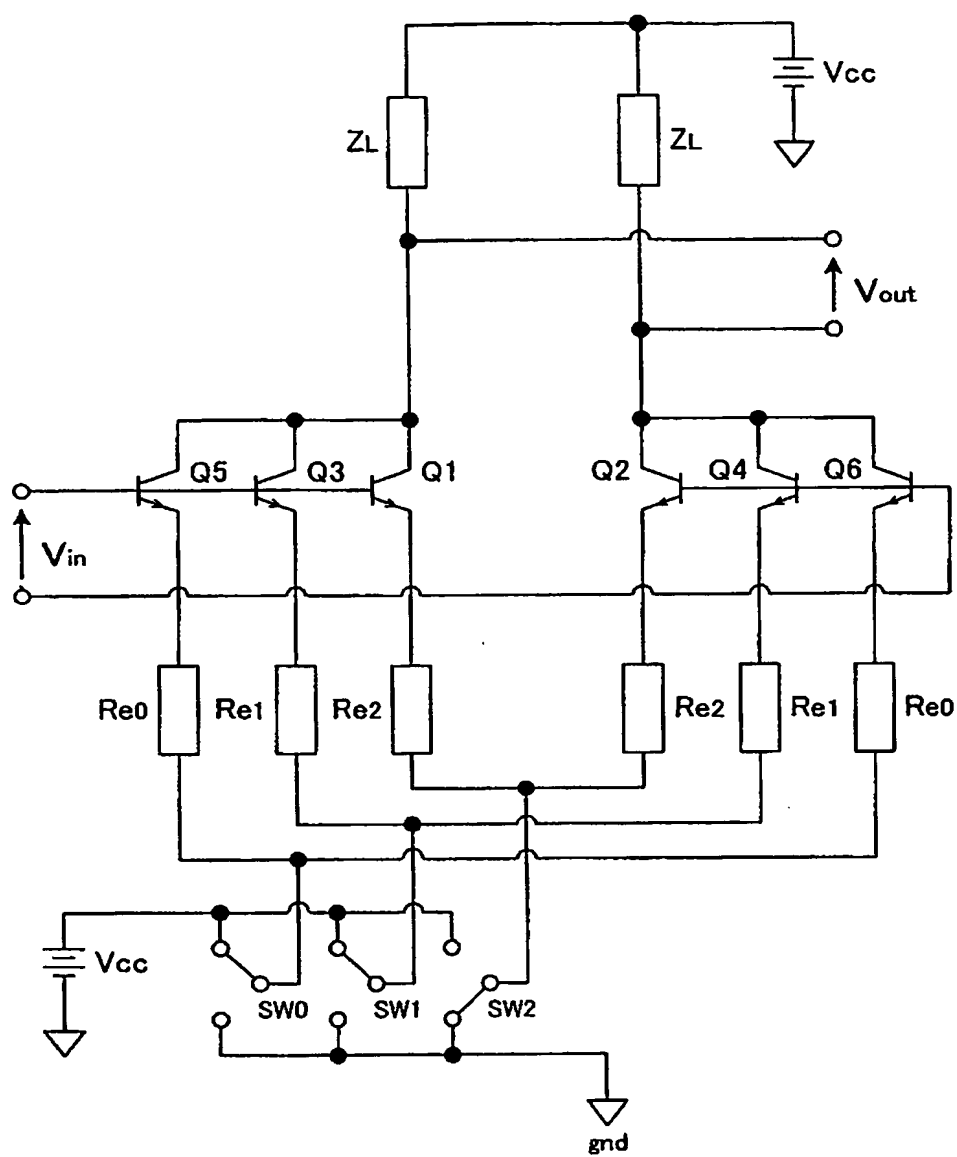 Vcc
ZL ZL
Vout
Q5 Q3 Q1 Q2 Q4 Q6
Vin
Re0 Re1 Re2 Re2 Re1 Re0
Vcc
SW0 SW1 SW2
gnd